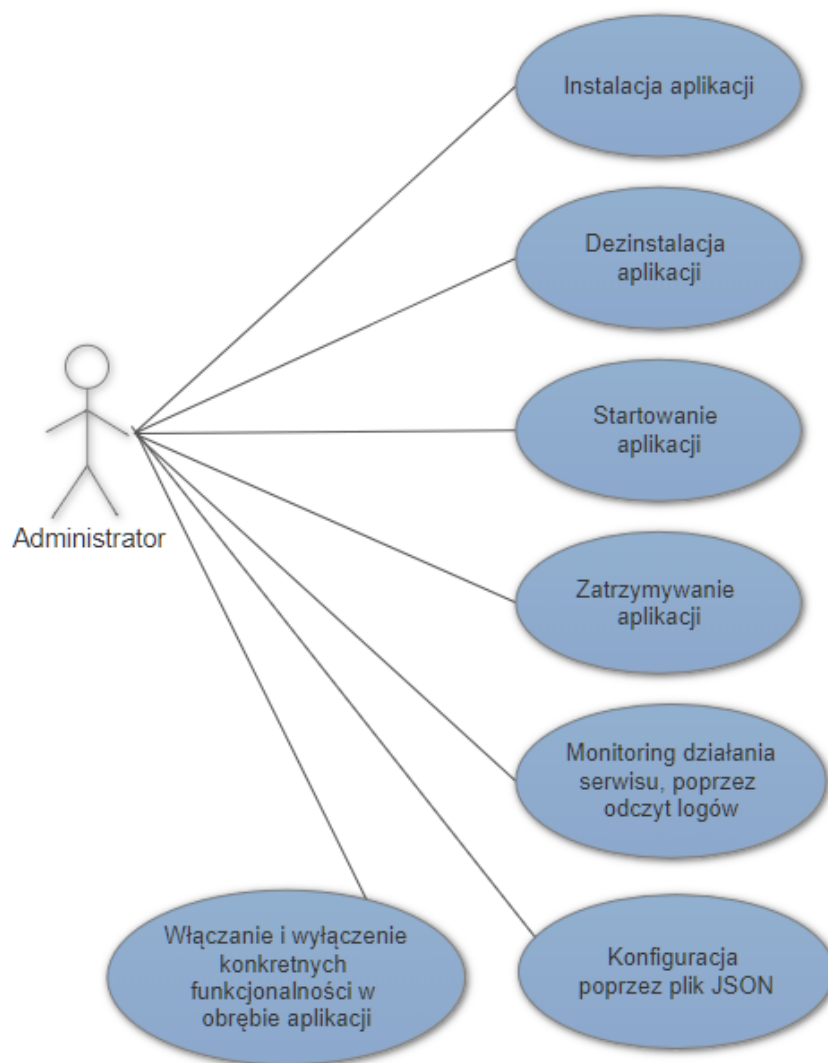 Instalacja aplikacji
Dezinstalacja
aplikacji
Startowanie
aplikacji
Administrator
Zatrzymywanie
aplikacji
Monitoring działania
serwisu, poprzez
odczyt logów
Włączanie i wyłączenie
konkretnych
funkcjonalności w
obrębie aplikacji
Konfiguracja
poprzez plik JSON